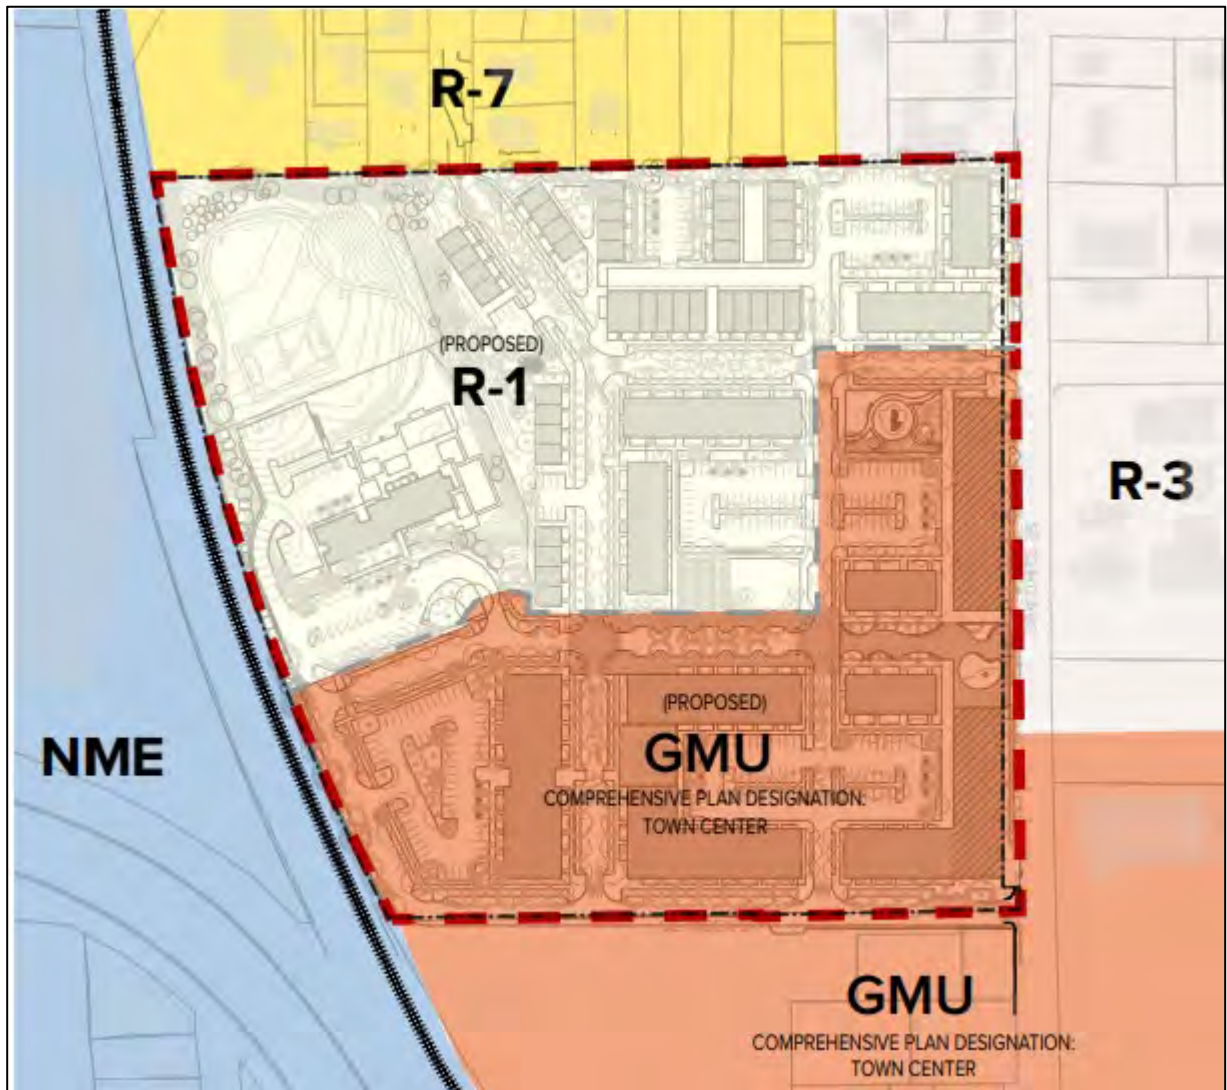 R-7
(PROPOSED)
R-1
R-3
(PROPOSED)
GMU
COMPREHENSIVE PLAN DESIGNATION:
TOWN CENTER
NME
GMU
COMPREHENSIVE PLAN DESIGNATION:
TOWN CENTER